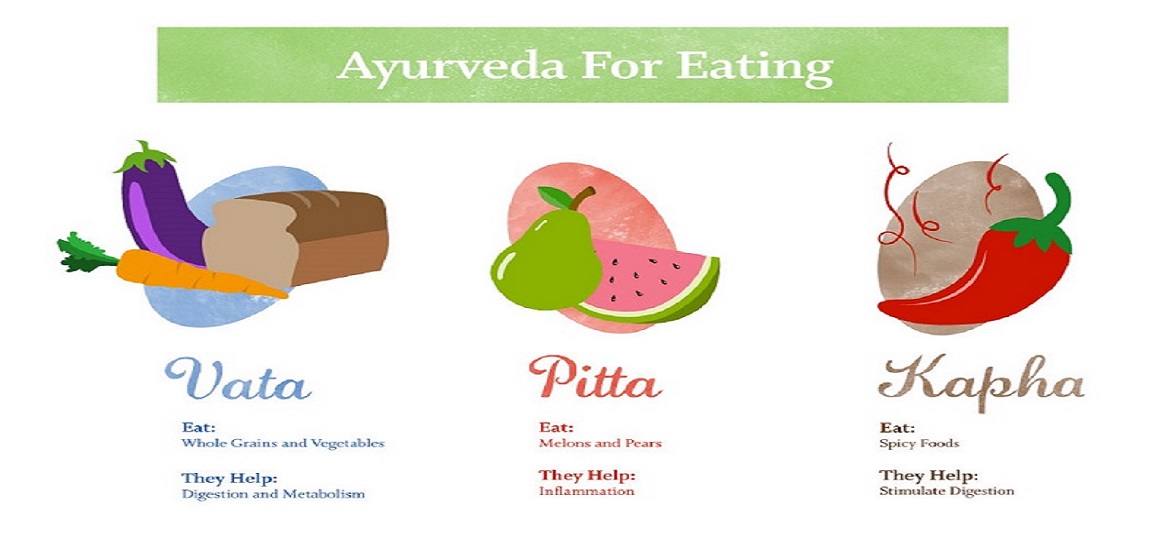 Ayurveda For Eating
Vata
Eat:
Whole Grains and Vegetables
They Help:
Digestion and Metabolism
Pitta
Eat:
Melons and Pears
They Help:
Inflammation
Kapha
Eat:
Spicy Foods
They Help:
Stimulate Digestion